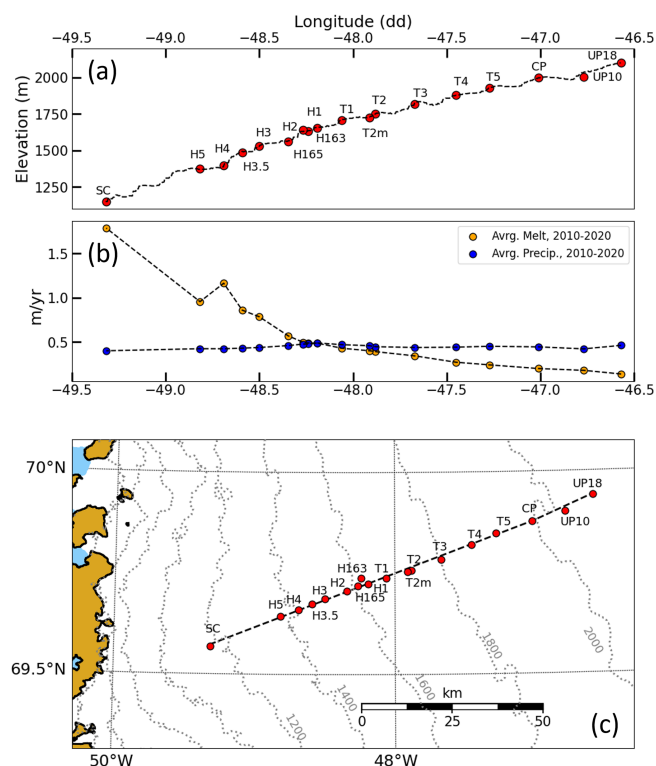 Longitude (dd)
−49.5 −49.0 −48.5 −48.0 −47.5 −47.0 −46.5
(a)
Elevation (m)
2000
1750
1500
1250
SC H5 H4 H3.5 H3 H2 H165 H1 H163 T1 T2 T2m T3 T4 T5 CP UP10 UP18
(b)
m/yr
1.5
1.0
0.5
Avrg. Melt, 2010-2020
Avrg. Precip., 2010-2020
−49.5 −49.0 −48.5 −48.0 −47.5 −47.0 −46.5
70°N
69.5°N
UP18
CP
UP10
T5
T4
T3
T2
T2m
T1
H163
H1
H165
H2
H3
H3.5
H4
H5
SC
2000
1800
1600
1400
1200
km
0 25 50
(c)
50°W 48°W